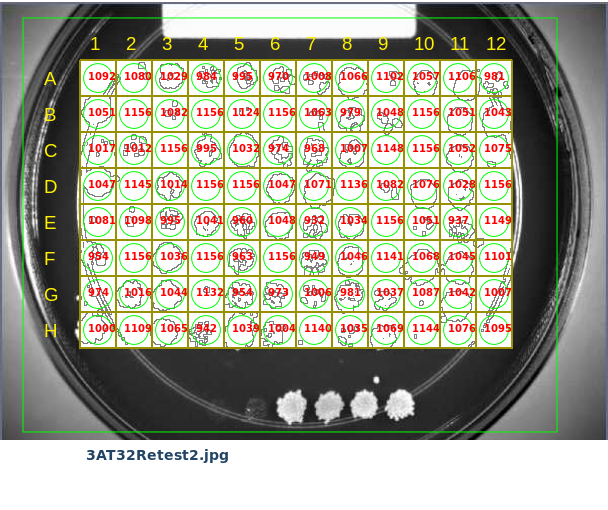 1 2 3 4 5 6 7 8 9 10 11 12
A 1092 1080 1029 984 995 970 1008 1066 1102 1057 1106 981
B 1051 1156 1082 1156 1124 1156 1063 979 1048 1156 1051 1043
C 1017 1012 1156 995 1032 974 968 1007 1148 1156 1052 1075
D 1047 1145 1014 1156 1156 1047 1071 1136 1082 1076 1028 1156
E 1081 1098 995 1041 960 1048 932 1034 1156 1051 937 1149
F 984 1156 1036 1156 963 1156 949 1046 1141 1068 1045 1101
G 974 1016 1044 1132 954 973 1006 981 1037 1087 1042 1007
H 1000 1109 1065 942 1039 1004 1140 1035 1069 1144 1076 1095
3AT32Retest2.jpg